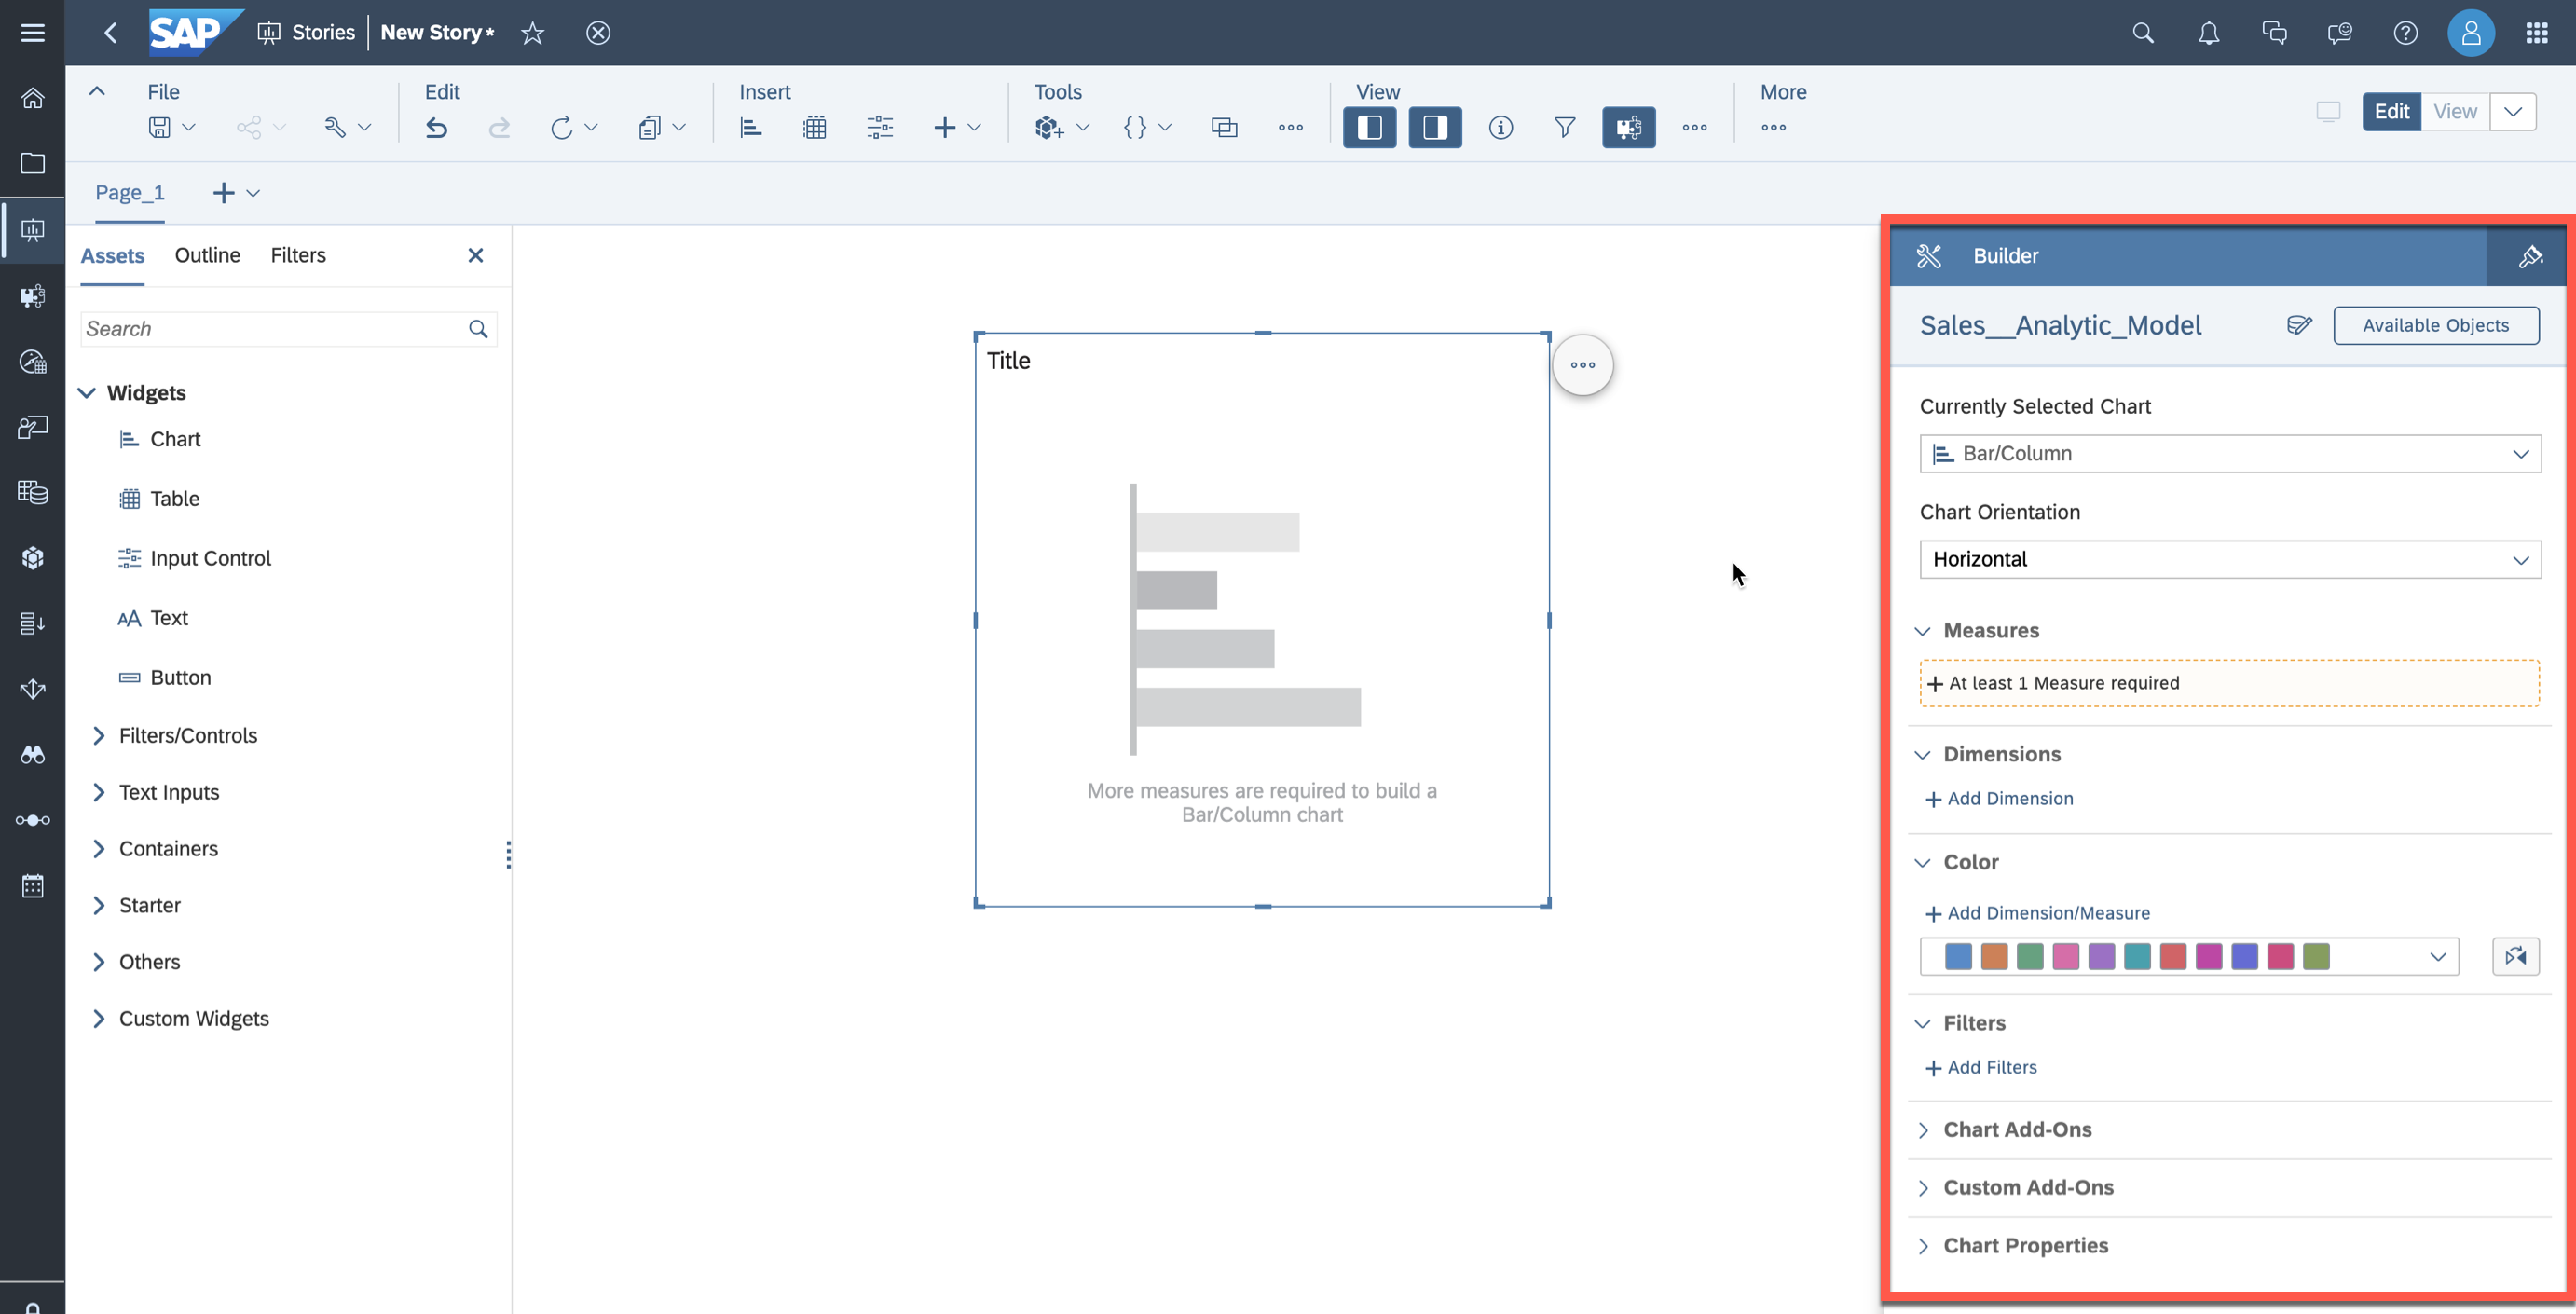 SAP Stories New Story*
File Edit Insert Tools View More
Edit View
Page_1
Assets Outline Filters
Search
Widgets
Chart
Table
Input Control
Text
Button
Filters/Controls
Text Inputs
Containers
Starter
Others
Custom Widgets
Title
More measures are required to build a
Bar/Column chart
Builder
Sales__Analytic_Model Available Objects
Currently Selected Chart
Bar/Column
Chart Orientation
Horizontal
Measures
+ At least 1 Measure required
Dimensions
+ Add Dimension
Color
+ Add Dimension/Measure
Filters
+ Add Filters
Chart Add-Ons
Custom Add-Ons
Chart Properties